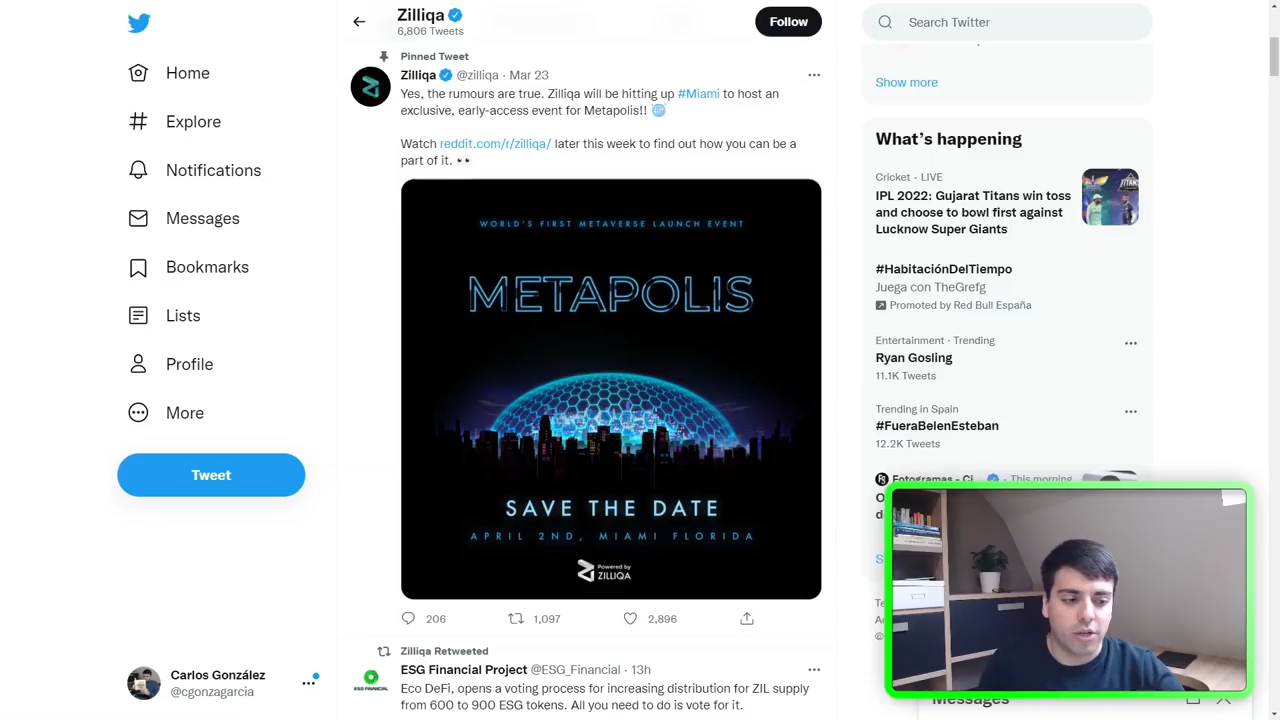 Home
Explore
Notifications
Messages
Bookmarks
Lists
Profile
More
Tweet
Carlos González
@cgonzagarcia
Zilliqa
6,806 Tweets
Follow
Pinned Tweet
Zilliqa @zilliqa · Mar 23
Yes, the rumours are true. Zilliqa will be hitting up #Miami to host an
exclusive, early-access event for Metapolis!!
Watch reddit.com/r/zilliqa/ later this week to find out how you can be a
part of it.
WORLD'S FIRST METAVERSE LAUNCH EVENT
METAPOLIS
SAVE THE DATE
APRIL 2ND, MIAMI FLORIDA
Powered by
ZILLIQA
206 1,097 2,896
Zilliqa Retweeted
ESG Financial Project @ESG_Financial · 13h
ESG FINANCIAL
Eco DeFi, opens a voting process for increasing distribution for ZIL supply
from 600 to 900 ESG tokens. All you need to do is vote for it.
Search Twitter
Show more
What's happening
Cricket · LIVE
IPL 2022: Gujarat Titans win toss
and choose to bowl first against
Lucknow Super Giants
#HabitaciónDelTiempo
Juega con TheGrefg
Promoted by Red Bull España
Entertainment · Trending
Ryan Gosling
11.1K Tweets
Trending in Spain
#FueraBelenEsteban
12.2K Tweets
Fotogramas - Ci This morning
Messages